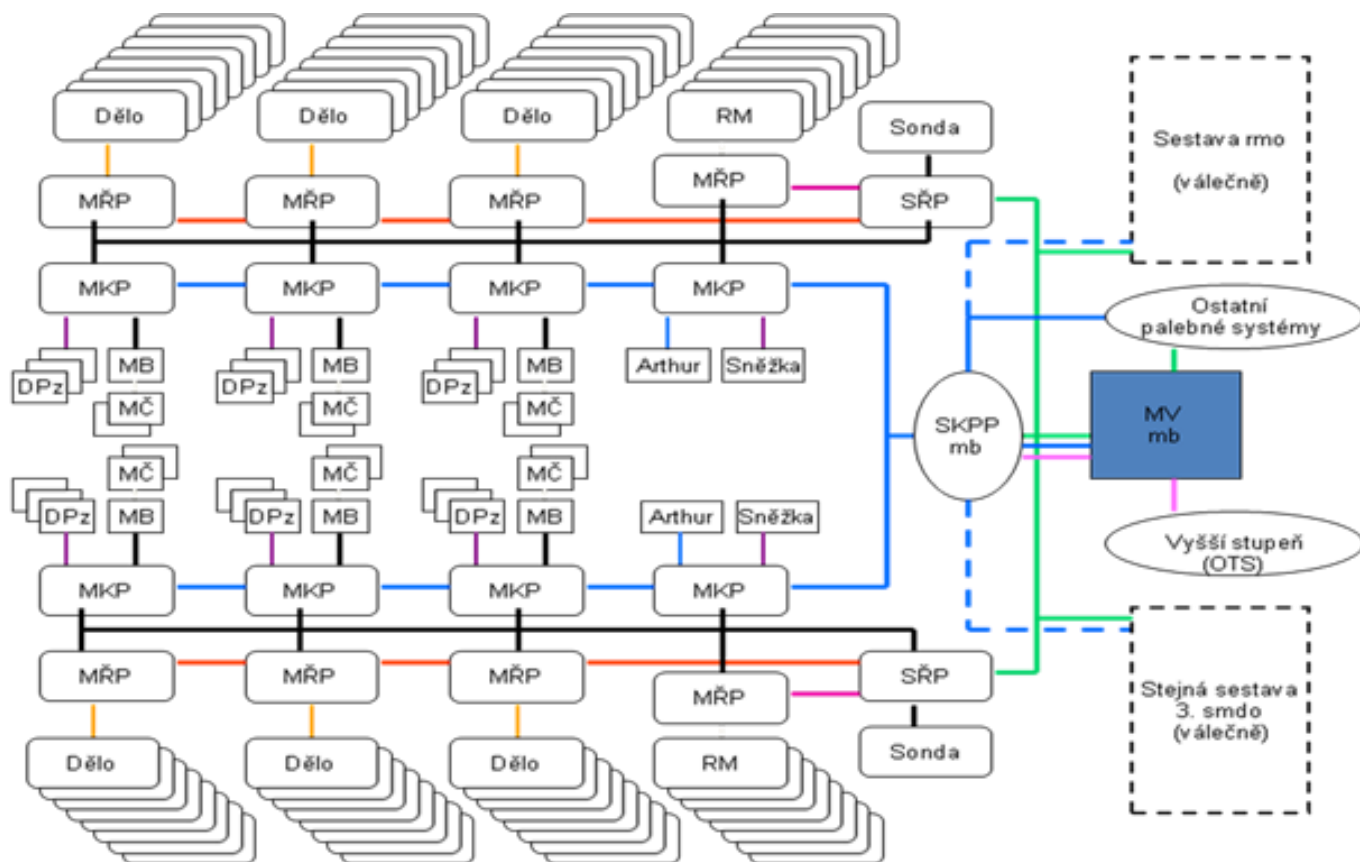 Dělo
Dělo
Dělo
RM
Sonda
Sestava rmo
(válečně)
MŘP
MŘP
MŘP
MŘP
SŘP
MKP
MKP
MKP
MKP
Ostatní
palebné systémy
DPz
MB
DPz
MB
DPz
MB
Arthur
Sněžka
MČ
MČ
MČ
SKPP
mb
MV
mb
MČ
MČ
MČ
DPz
MB
DPz
MB
DPz
MB
Arthur
Sněžka
Vyšší stupeň
(OTS)
MKP
MKP
MKP
MKP
MŘP
MŘP
MŘP
MŘP
SŘP
Stejná sestava
3. smdo
(válečně)
Dělo
Dělo
Dělo
RM
Sonda